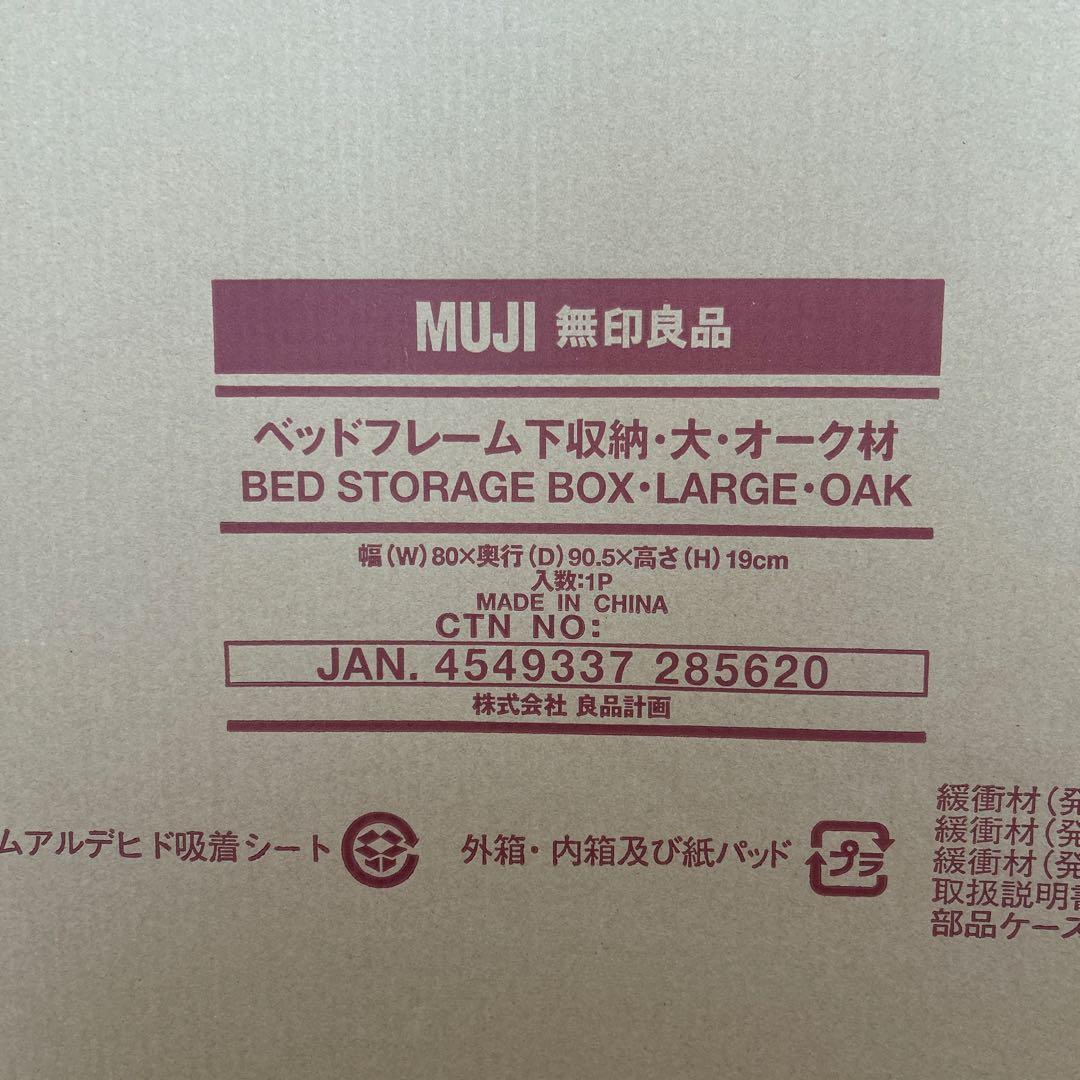 MUJI 無印良品
ベッドフレーム下収納・大・オーク材
BED STORAGE BOX・LARGE・OAK
幅(W)80×奥行(D)90.5×高さ(H)19cm
入数:1P
MADE IN CHINA
CTN NO:
JAN. 4549337 285620
株式会社 良品計画
ムアルデヒド吸着シート
外箱・内箱及び紙パッド
プラ
緩衝材(発
緩衝材(発
緩衝材(発
取扱説明書
部品ケース